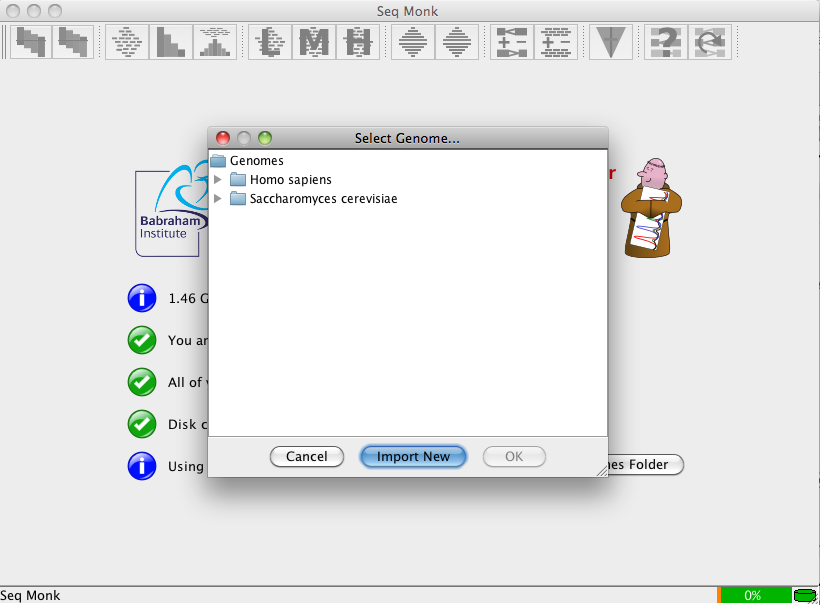 Seq Monk
L M H
?
Select Genome...
Genomes
Homo sapiens
Saccharomyces cerevisiae
r
Babraham
Institute
1.46 G
You ar
All of
Disk c
Using
Cancel
Import New
OK
es Folder
Seq Monk
0%